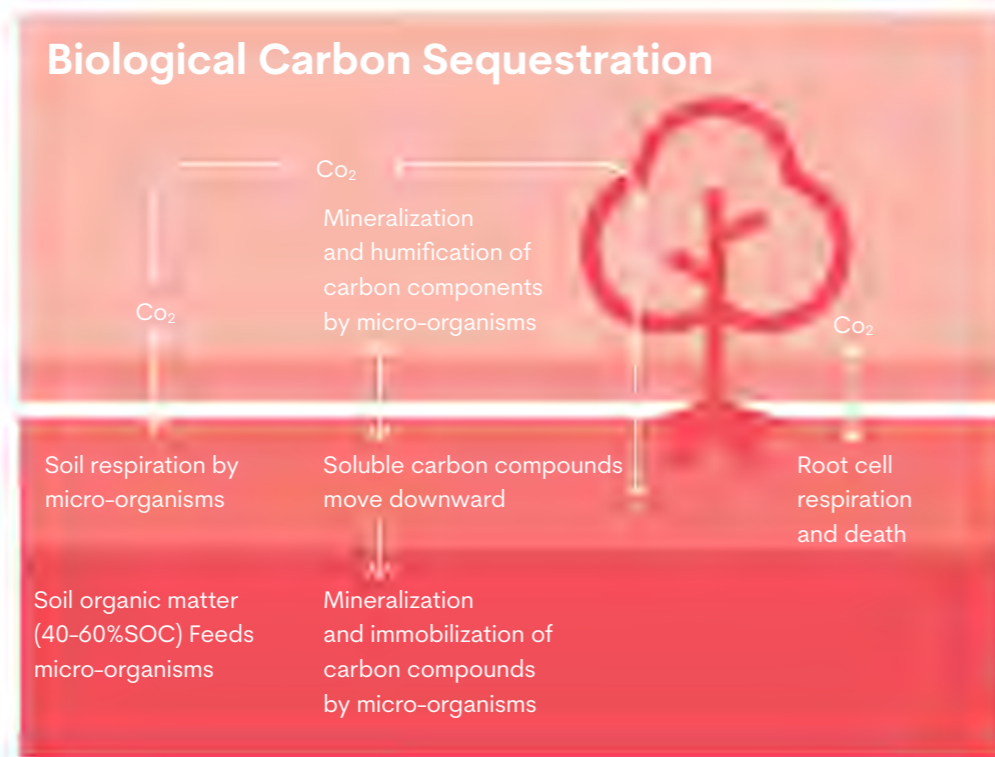 Biological Carbon Sequestration
Co₂
Mineralization
and humification of
carbon components
by micro-organisms
Co₂
Co₂
Soil respiration by
micro-organisms
Soluble carbon compounds
move downward
Root cell
respiration
and death
Soil organic matter
(40-60%SOC) Feeds
micro-organisms
Mineralization
and immobilization of
carbon compounds
by micro-organisms